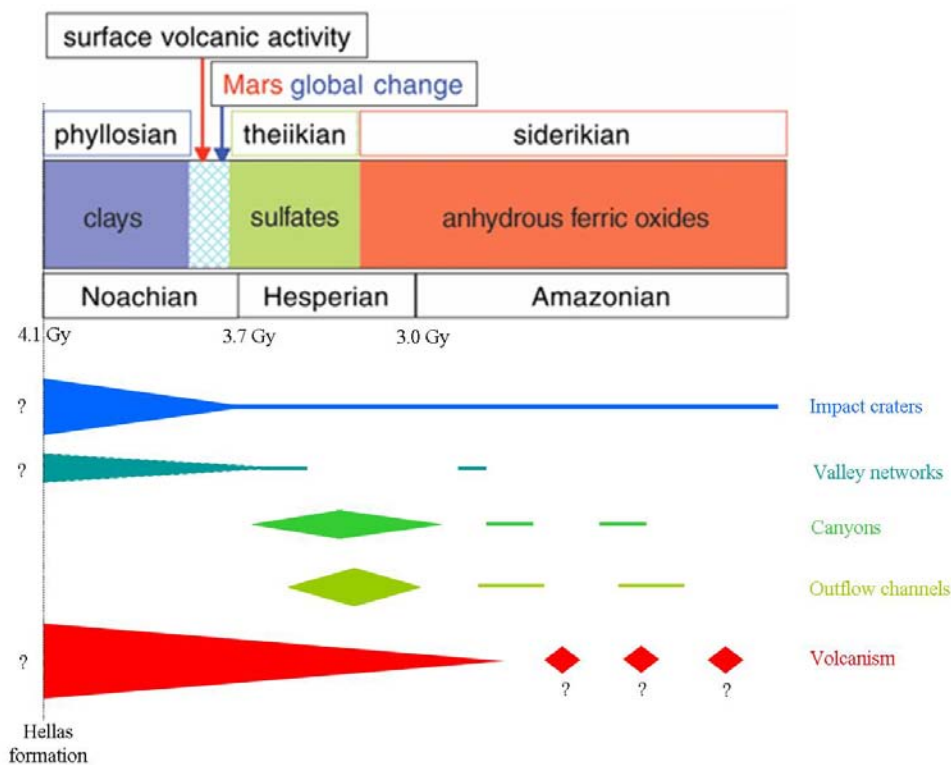 surface volcanic activity
Mars global change
phyllosian theiikian siderikian
clays sulfates anhydrous ferric oxides
Noachian Hesperian Amazonian
4.1 Gy 3.7 Gy 3.0 Gy
? Impact craters
? Valley networks
Canyons
Outflow channels
? Volcanism
? ? ?
Hellas
formation